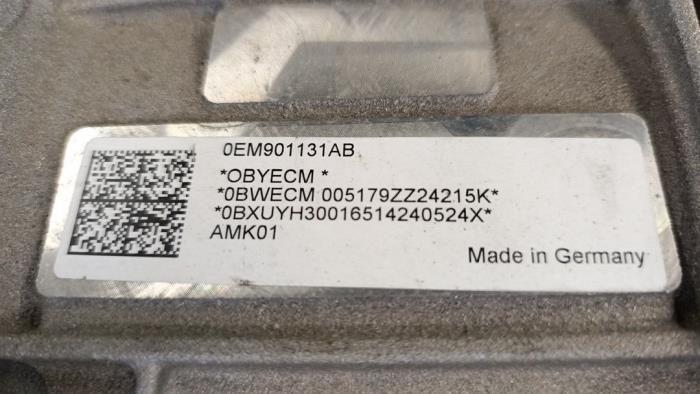 0EM901131AB
*OBYECM *
*0BWECM 005179ZZ24215K*
*0BXUYH30016514240524X*
AMK01
Made in Germany